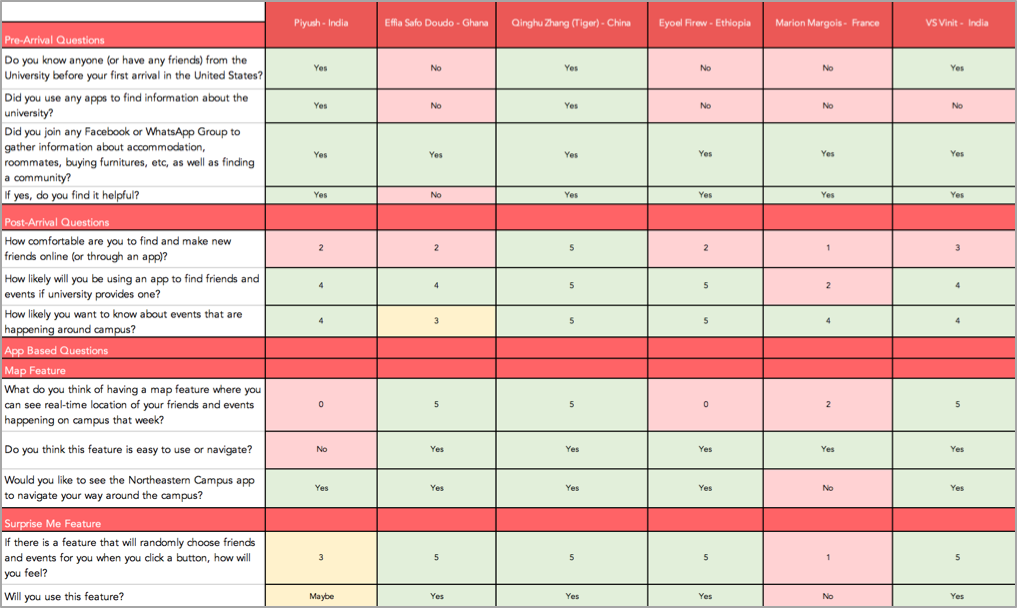 Piyush - India Effia Safo Doudo - Ghana Qinghu Zhang (Tiger) - China Eyoel Firew - Ethiopia Marion Margois - France VS Vinit - India
Pre-Arrival Questions
Do you know anyone (or have any friends) from the
University before your first arrival in the United States?
Yes No Yes No No Yes
Did you use any apps to find information about the
university?
Yes No Yes No No No
Did you join any Facebook or WhatsApp Group to
gather information about accommodation,
roommates, buying furnitures, etc, as well as finding
a community?
Yes Yes Yes Yes Yes Yes
If yes, do you find it helpful? Yes No Yes Yes Yes Yes
Post-Arrival Questions
How comfortable are you to find and make new
friends online (or through an app)?
2 2 5 2 1 3
How likely will you be using an app to find friends and
events if university provides one?
4 4 5 5 2 4
How likely you want to know about events that are
happening around campus?
4 3 5 5 4 4
App Based Questions
Map Feature
What do you think of having a map feature where you
can see real-time location of your friends and events
happening on campus that week?
0 5 5 0 2 5
Do you think this feature is easy to use or navigate? No Yes Yes Yes Yes Yes
Would you like to see the Northeastern Campus app
to navigate your way around the campus?
Yes Yes Yes Yes No Yes
Surprise Me Feature
If there is a feature that will randomly choose friends
and events for you when you click a button, how will
you feel?
3 5 5 5 1 5
Will you use this feature? Maybe Yes Yes Yes No Yes